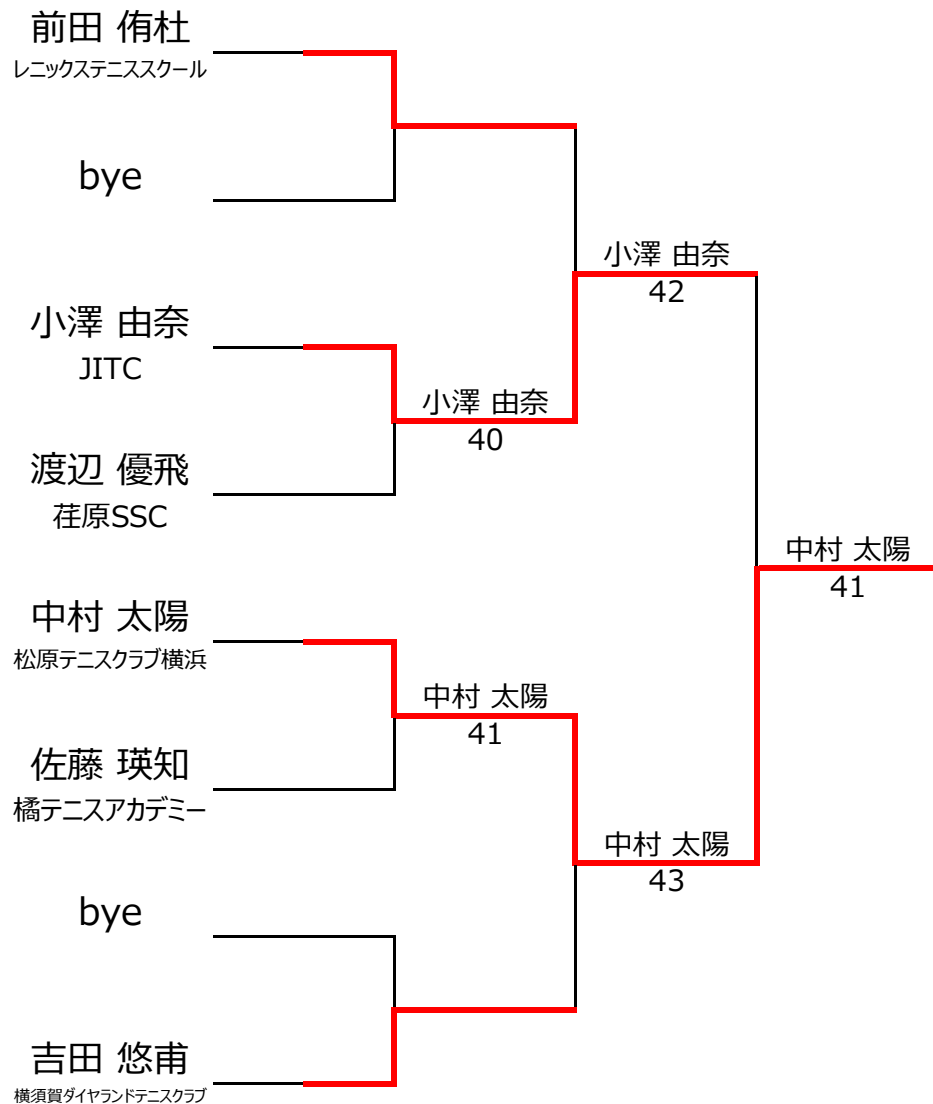 前田 侑杜
レニックステニススクール
bye
小澤 由奈
42
小澤 由奈
JITC
小澤 由奈
40
渡辺 優飛
荏原SSC
中村 太陽
41
中村 太陽
松原テニスクラブ横浜
中村 太陽
41
佐藤 瑛知
橘テニスアカデミー
中村 太陽
43
bye
吉田 悠甫
横須賀ダイヤランドテニスクラブ